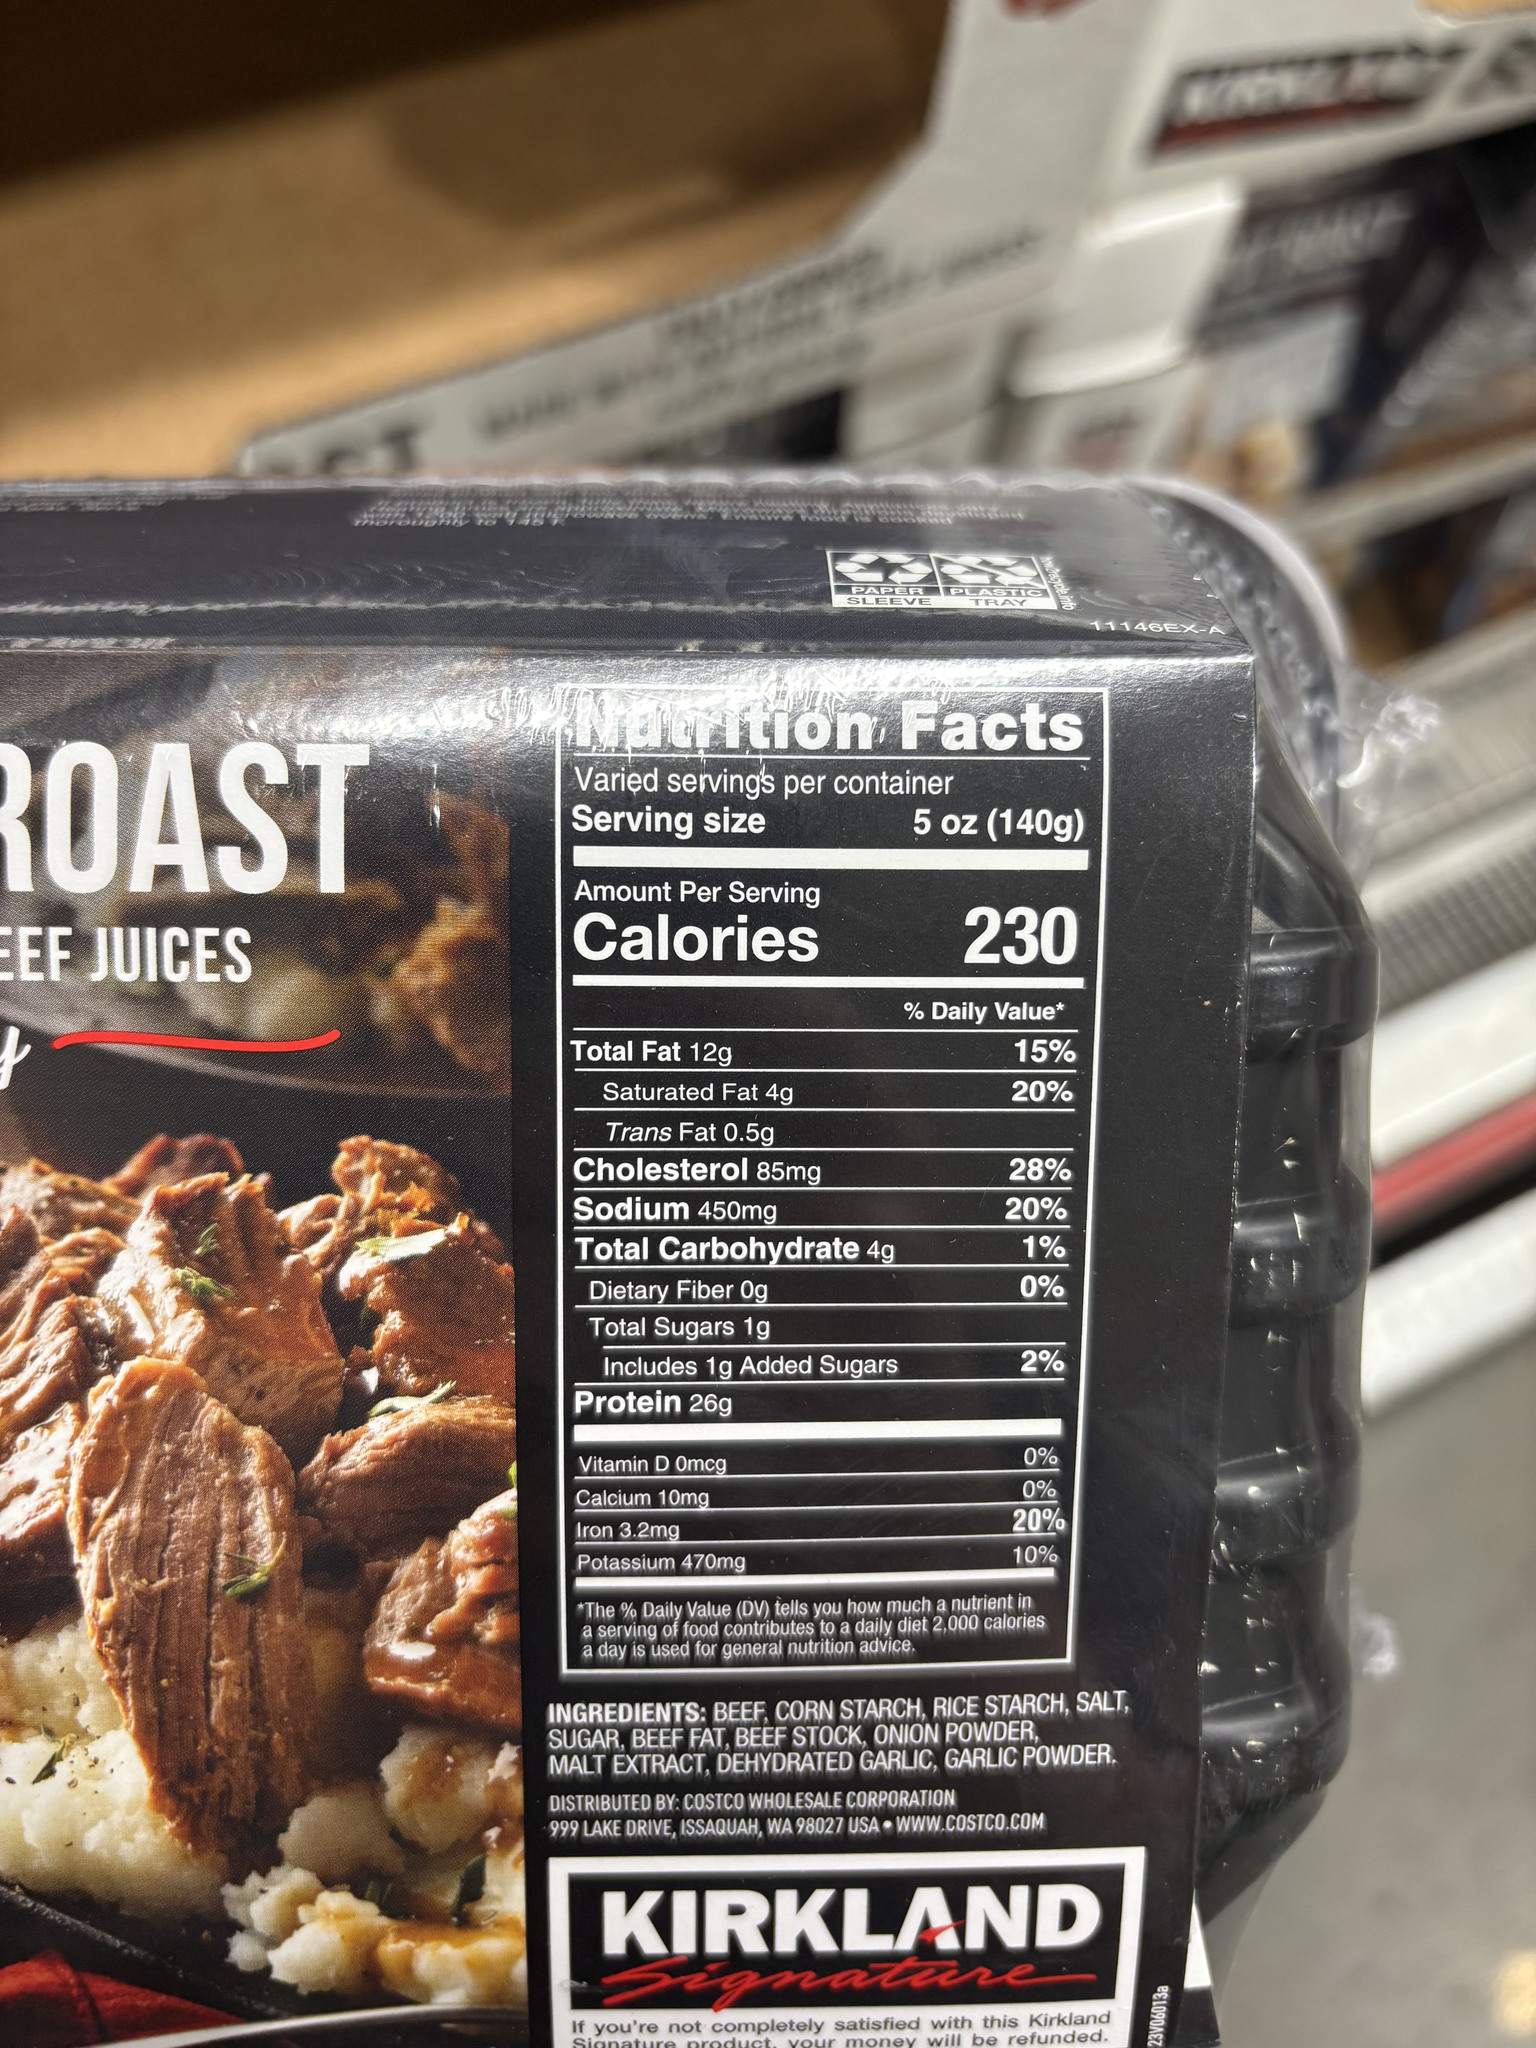 KIRKLAND
thoroughly to 145°F
PAPER PLASTIC
SLEEVE TRAY
how2recycle.info
11146EX-A
ROAST
EEF JUICES
y
Nutrition Facts
Varied servings per container
Serving size 5 oz (140g)
Amount Per Serving
Calories 230
% Daily Value*
Total Fat 12g 15%
Saturated Fat 4g 20%
Trans Fat 0.5g
Cholesterol 85mg 28%
Sodium 450mg 20%
Total Carbohydrate 4g 1%
Dietary Fiber 0g 0%
Total Sugars 1g
Includes 1g Added Sugars 2%
Protein 26g
Vitamin D 0mcg 0%
Calcium 10mg 0%
Iron 3.2mg 20%
Potassium 470mg 10%
*The % Daily Value (DV) tells you how much a nutrient in
a serving of food contributes to a daily diet 2,000 calories
a day is used for general nutrition advice.
INGREDIENTS: BEEF, CORN STARCH, RICE STARCH, SALT,
SUGAR, BEEF FAT, BEEF STOCK, ONION POWDER,
MALT EXTRACT, DEHYDRATED GARLIC, GARLIC POWDER.
DISTRIBUTED BY: COSTCO WHOLESALE CORPORATION
999 LAKE DRIVE, ISSAQUAH, WA 98027 USA • WWW.COSTCO.COM
KIRKLAND
Signature
If you're not completely satisfied with this Kirkland
Signature product, your money will be refunded.
23V06013a